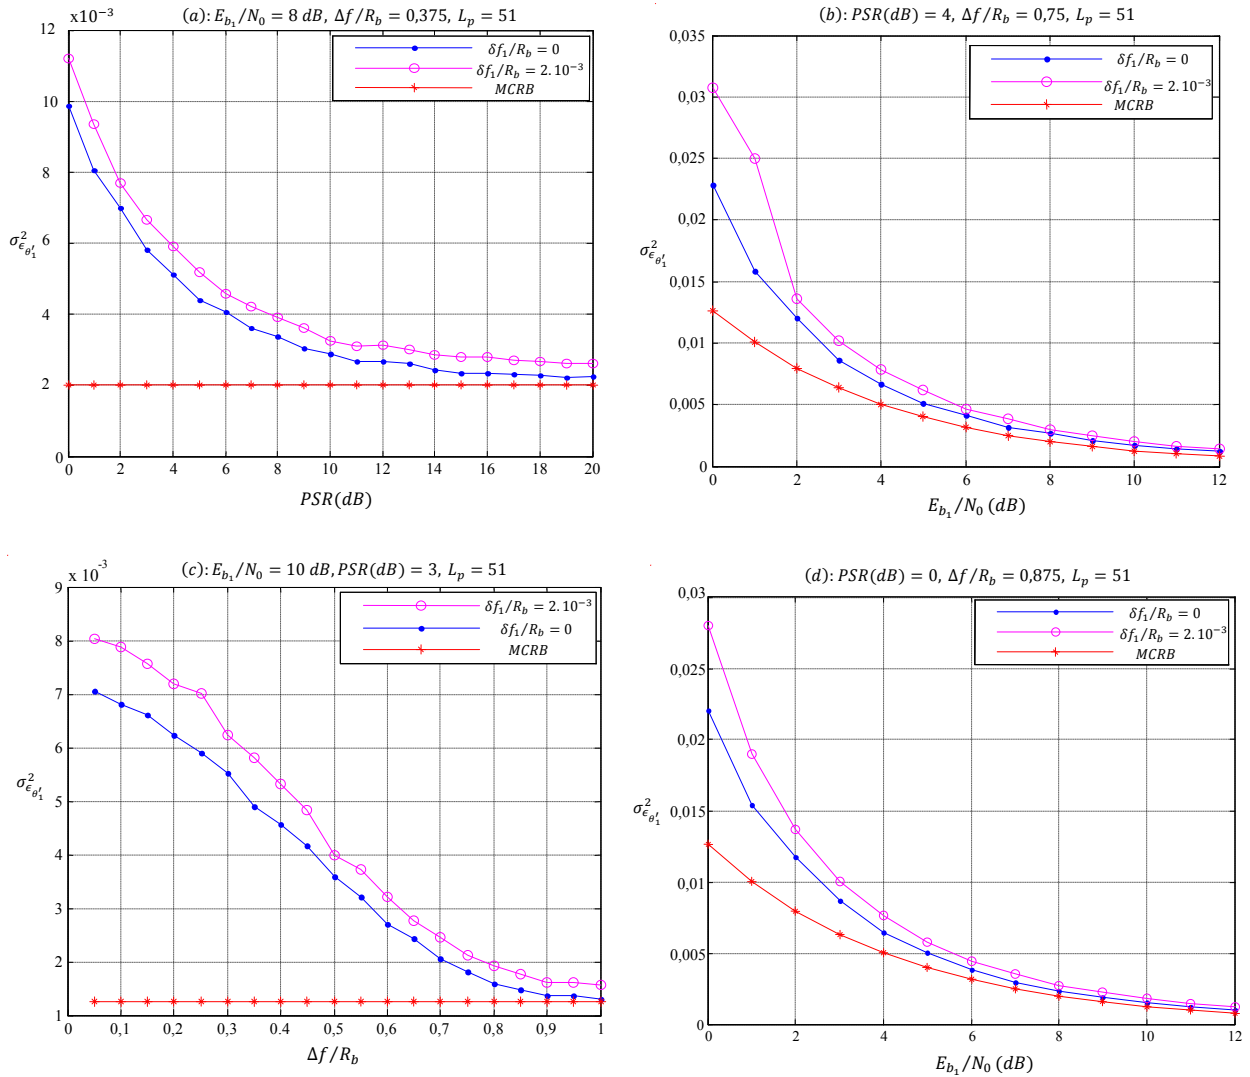 (a): E_{b_1}/N_0 = 8 dB, Δf/R_b = 0,375, L_p = 51
x10^{-3}
12
10
8
6
4
2
0
σ²_{ϵ_{θ′_1}}
δf_1/R_b = 0
δf_1/R_b = 2.10^{-3}
MCRB
0 2 4 6 8 10 12 14 16 18 20
PSR(dB)
(b): PSR(dB) = 4, Δf/R_b = 0,75, L_p = 51
0,035
0,03
0,025
0,02
0,015
0,01
0,005
0
σ²_{ϵ_{θ′_1}}
δf_1/R_b = 0
δf_1/R_b = 2.10^{-3}
MCRB
0 2 4 6 8 10 12
E_{b_1}/N_0 (dB)
(c): E_{b_1}/N_0 = 10 dB, PSR(dB) = 3, L_p = 51
x 10^{-3}
9
8
7
6
5
4
3
2
1
σ²_{ϵ_{θ′_1}}
δf_1/R_b = 2.10^{-3}
δf_1/R_b = 0
MCRB
0 0,1 0,2 0,3 0,4 0,5 0,6 0,7 0,8 0,9 1
Δf/R_b
(d): PSR(dB) = 0, Δf/R_b = 0,875, L_p = 51
0,03
0,025
0,02
0,015
0,01
0,005
0
σ²_{ϵ_{θ′_1}}
δf_1/R_b = 0
δf_1/R_b = 2.10^{-3}
MCRB
0 2 4 6 8 10 12
E_{b_1}/N_0 (dB)